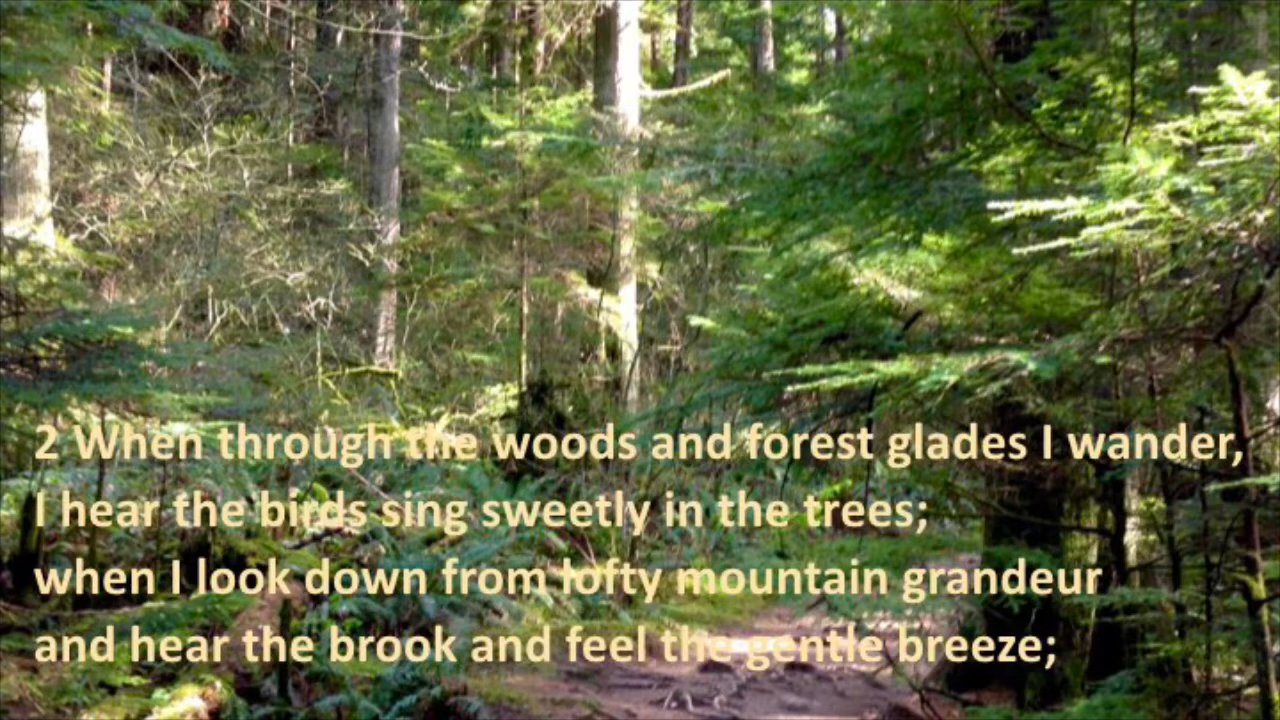 2 When through the woods and forest glades I wander,
I hear the birds sing sweetly in the trees;
when I look down from lofty mountain grandeur
and hear the brook and feel the gentle breeze;